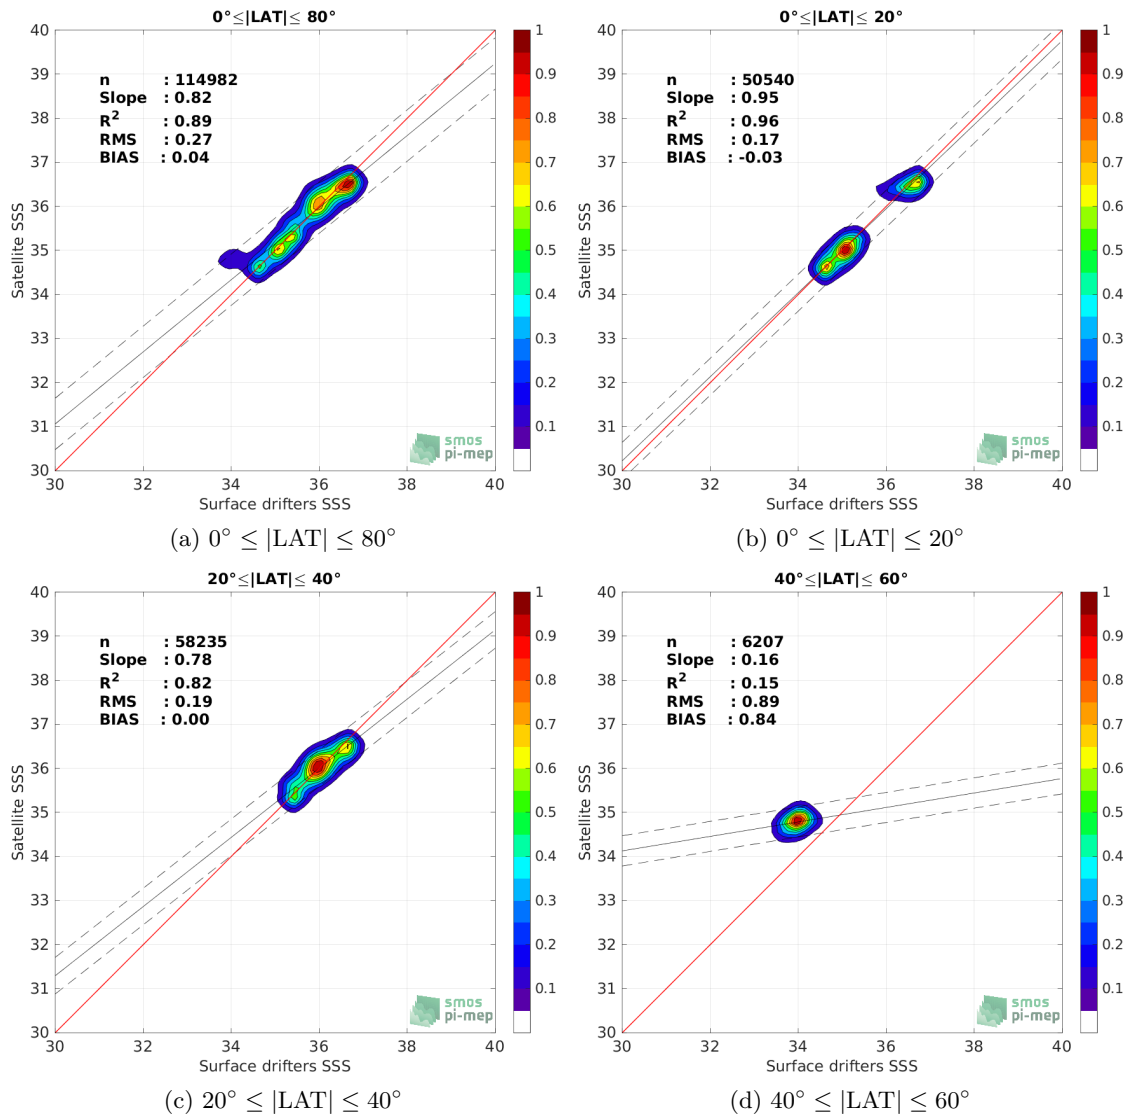 0°≤|LAT|≤ 80°
40
39
38
37
36
35
34
33
32
31
30
30
32
34
36
38
40
Satellite SSS
Surface drifters SSS
n : 114982
Slope : 0.82
R² : 0.89
RMS : 0.27
BIAS : 0.04
1
0.9
0.8
0.7
0.6
0.5
0.4
0.3
0.2
0.1
smos
pi-mep
(a) 0° ≤ |LAT| ≤ 80°
0°≤|LAT|≤ 20°
40
39
38
37
36
35
34
33
32
31
30
30
32
34
36
38
40
Satellite SSS
Surface drifters SSS
n : 50540
Slope : 0.95
R² : 0.96
RMS : 0.17
BIAS : -0.03
1
0.9
0.8
0.7
0.6
0.5
0.4
0.3
0.2
0.1
smos
pi-mep
(b) 0° ≤ |LAT| ≤ 20°
20°≤|LAT|≤ 40°
40
39
38
37
36
35
34
33
32
31
30
30
32
34
36
38
40
Satellite SSS
Surface drifters SSS
n : 58235
Slope : 0.78
R² : 0.82
RMS : 0.19
BIAS : 0.00
1
0.9
0.8
0.7
0.6
0.5
0.4
0.3
0.2
0.1
smos
pi-mep
(c) 20° ≤ |LAT| ≤ 40°
40°≤|LAT|≤ 60°
40
39
38
37
36
35
34
33
32
31
30
30
32
34
36
38
40
Satellite SSS
Surface drifters SSS
n : 6207
Slope : 0.16
R² : 0.15
RMS : 0.89
BIAS : 0.84
1
0.9
0.8
0.7
0.6
0.5
0.4
0.3
0.2
0.1
smos
pi-mep
(d) 40° ≤ |LAT| ≤ 60°